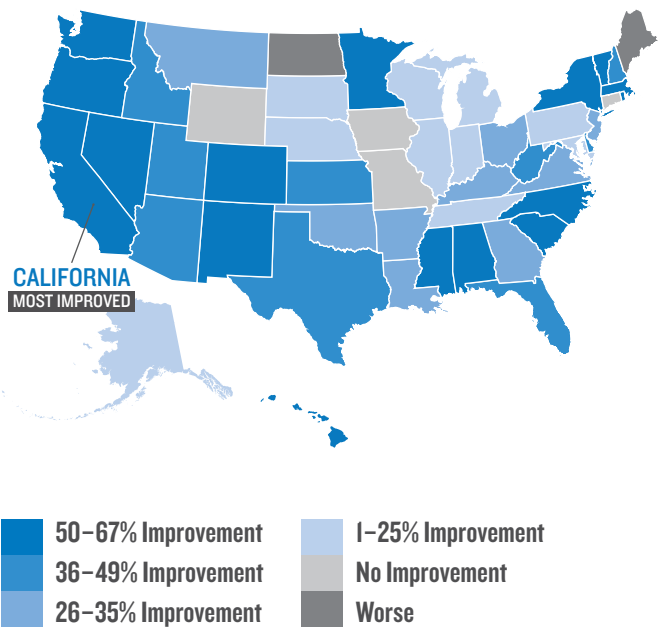 CALIFORNIA
MOST IMPROVED
50–67% Improvement
36–49% Improvement
26–35% Improvement
1–25% Improvement
No Improvement
Worse